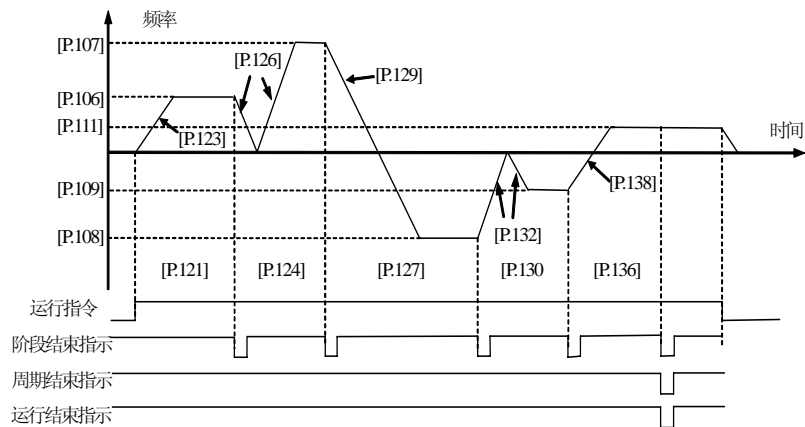 频率
[P.107]
[P.126]
[P.129]
[P.106]
[P.111]
[P.123]
时间
[P.109]
[P.138]
[P.132]
[P.108]
[P.121]
[P.124]
[P.127]
[P.130
[P.136]
运行指令
阶段结束指示
周期结束指示
运行结束指示